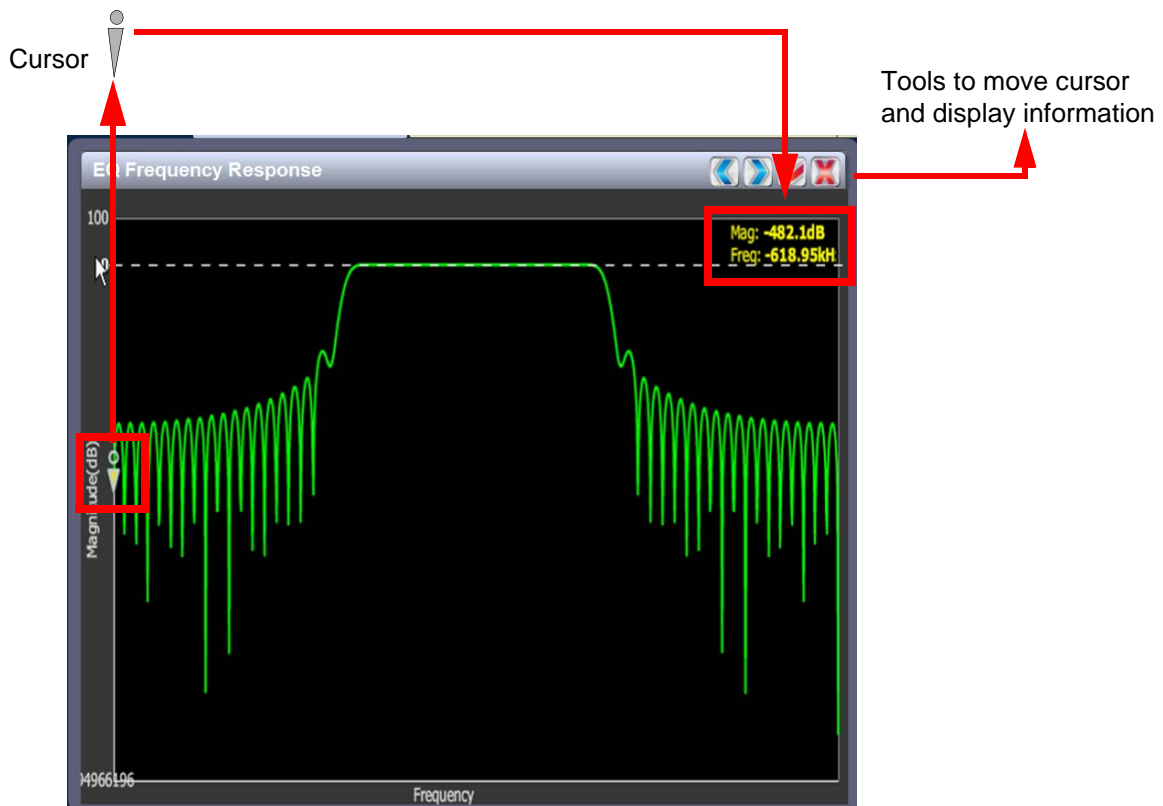 Cursor
Tools to move cursor
and display information
EQ Frequency Response
100
Mag: -482.1dB
Freq: -618.95kH
Magnitude(dB)
Frequency